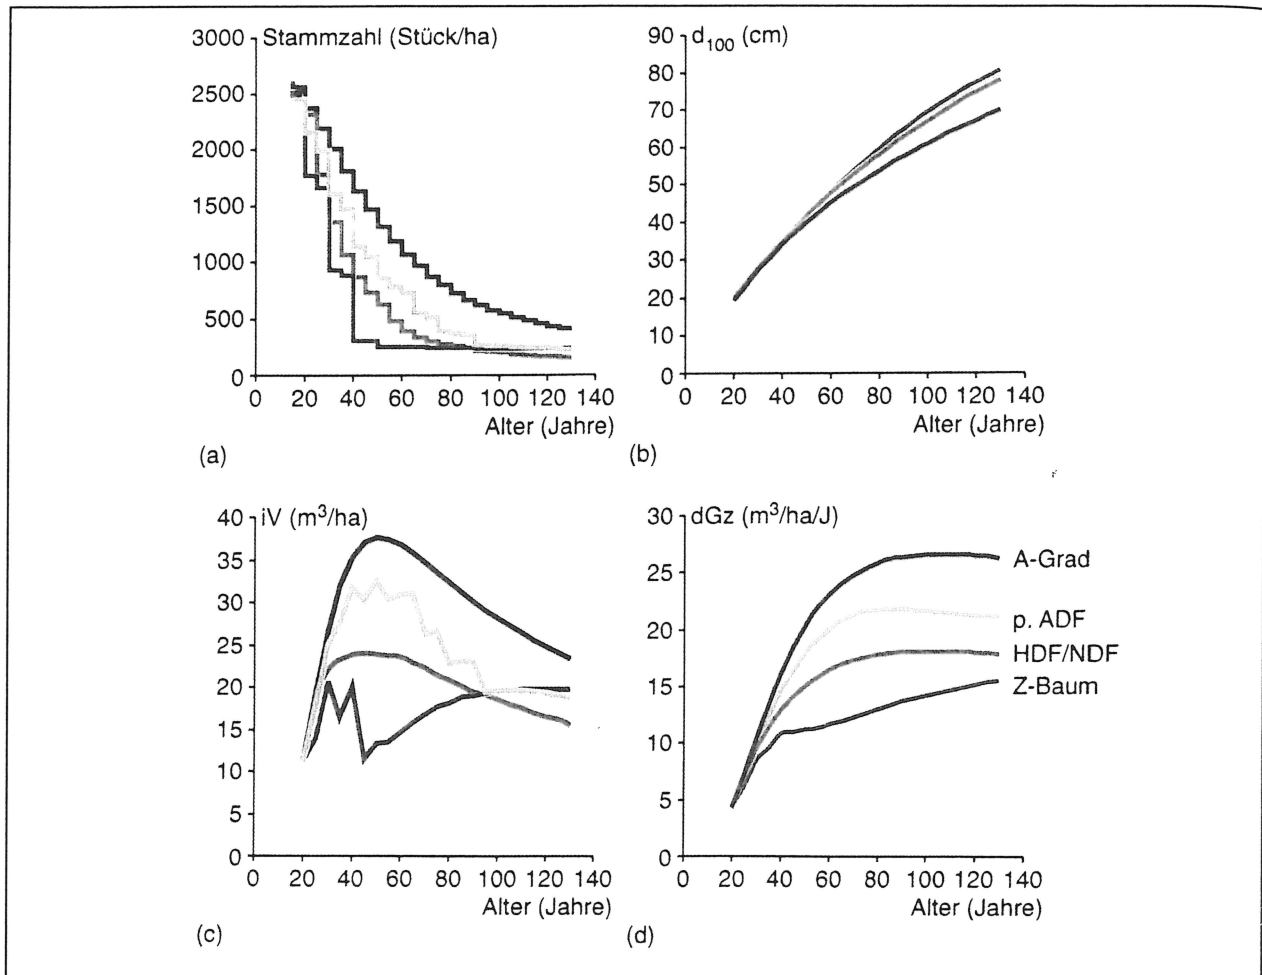 Stammzahl (Stück/ha)
3000
2500
2000
1500
1000
500
0
0 20 40 60 80 100 120 140
Alter (Jahre)
(a)
d100 (cm)
90
80
70
60
50
40
30
20
10
0
0 20 40 60 80 100 120 140
Alter (Jahre)
(b)
iV (m³/ha)
40
35
30
25
20
15
10
5
0
0 20 40 60 80 100 120 140
Alter (Jahre)
(c)
dGz (m³/ha/J)
30
25
20
15
10
5
0
0 20 40 60 80 100 120 140
Alter (Jahre)
A-Grad
p. ADF
HDF/NDF
Z-Baum
(d)